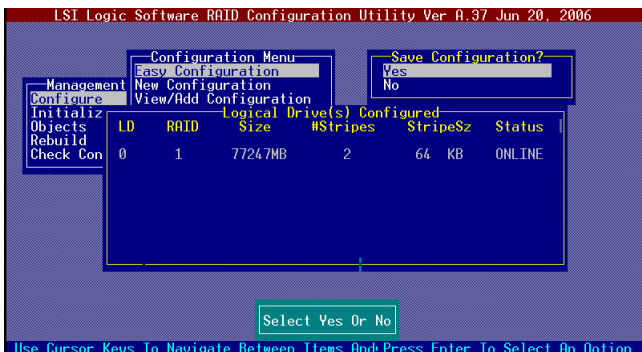 LSI Logic Software RAID Configuration Utility Ver A.37 Jun 20, 2006
Configuration Menu
Easy Configuration
New Configuration
View/Add Configuration
Save Configuration?
Yes
No
Management
Configure
Initializ
Objects
Rebuild
Check Con
Logical Drive(s) Configured
LD RAID Size #Stripes StripeSz Status
0 1 77247MB 2 64 KB ONLINE
Select Yes Or No
Use Cursor Keys To Navigate Between Items And Press Enter To Select An Option